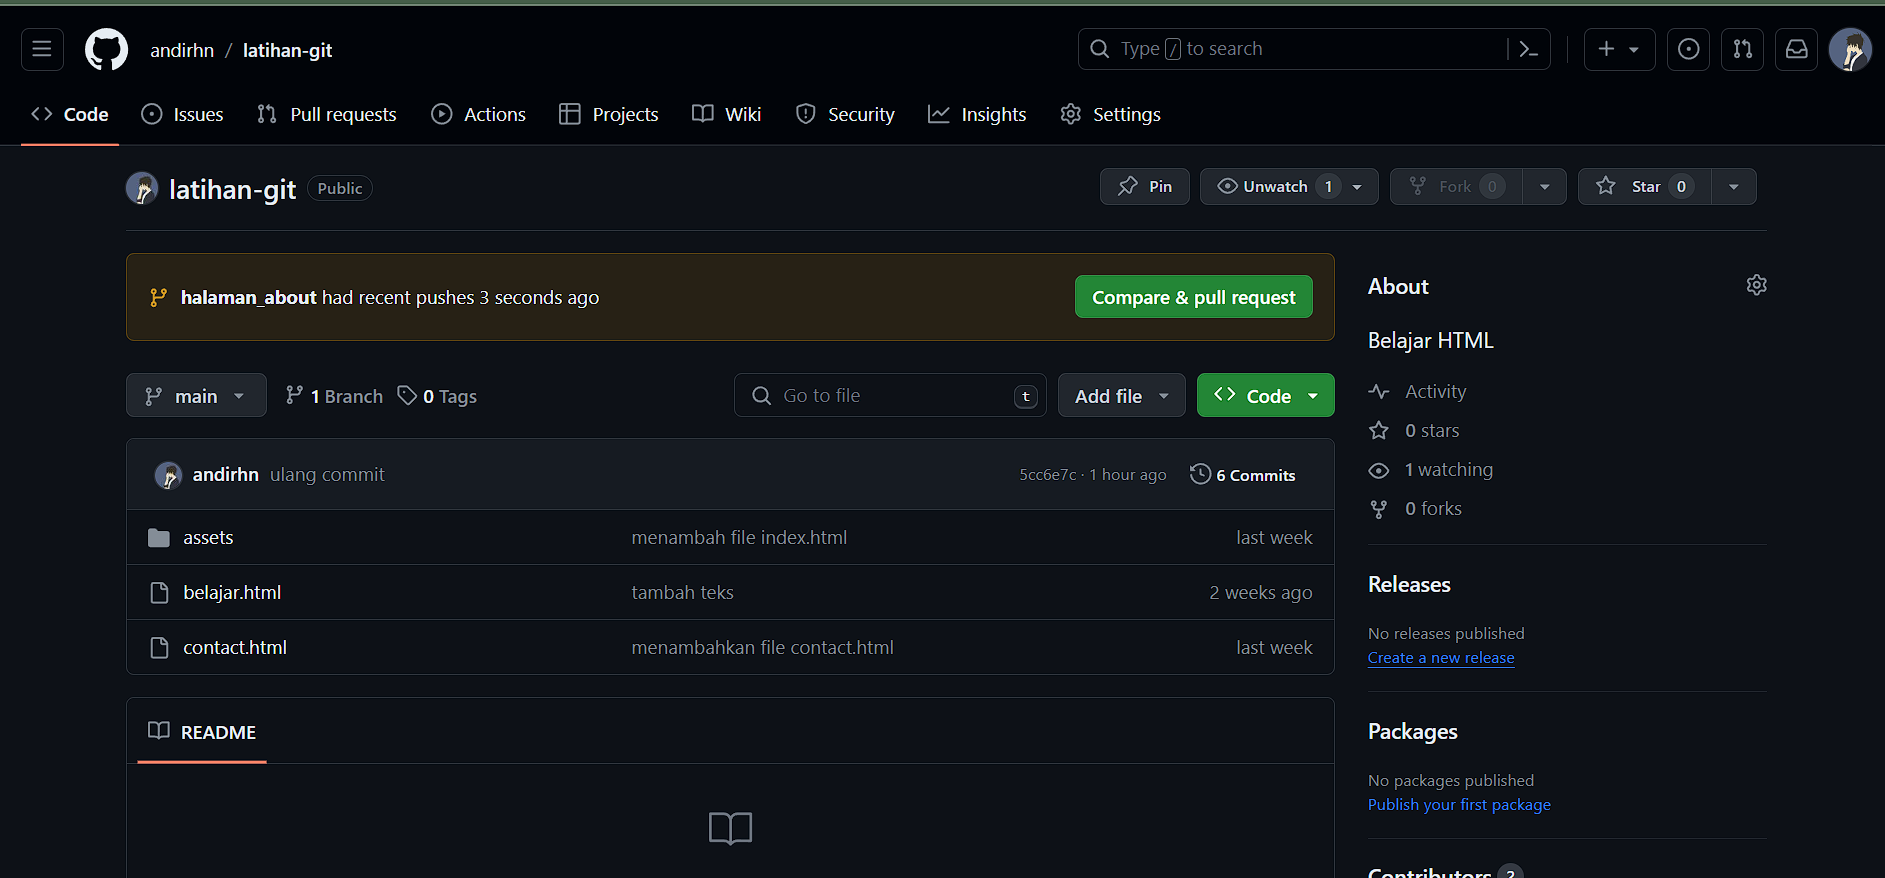 andirhn / latihan-git
Type / to search
Code Issues Pull requests Actions Projects Wiki Security Insights Settings
latihan-git Public
Pin Unwatch 1 Fork 0 Star 0
halaman_about had recent pushes 3 seconds ago
Compare & pull request
main 1 Branch 0 Tags
Go to file t Add file Code
andirhn ulang commit 5cc6e7c · 1 hour ago 6 Commits
assets menambah file index.html last week
belajar.html tambah teks 2 weeks ago
contact.html menambahkan file contact.html last week
README
About
Belajar HTML
Activity
0 stars
1 watching
0 forks
Releases
No releases published
Create a new release
Packages
No packages published
Publish your first package
Contributors 2